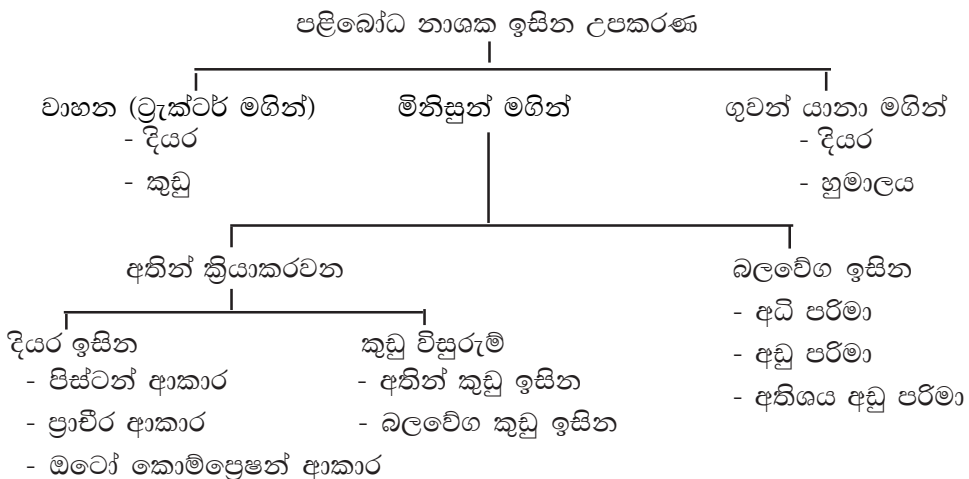 පළිබෝධ නාශක ඉසින උපකරණ
වාහන (ට්‍රැක්ටර් මගින්)
- දියර
- කුඩු
මිනිසුන් මගින්
ගුවන් යානා මගින්
- දියර
- හුමාලය
අතින් ක්‍රියාකරවන
දියර ඉසින
- පිස්ටන් ආකාර
- ප්‍රාචීර ආකාර
- ඔටෝ කොම්ප්‍රෙෂන් ආකාර
කුඩු විසුරුම්
- අතින් කුඩු ඉසින
- බලවේග කුඩු ඉසින
බලවේග ඉසින
- අධි පරිමා
- අඩු පරිමා
- අතිශය අඩු පරිමා